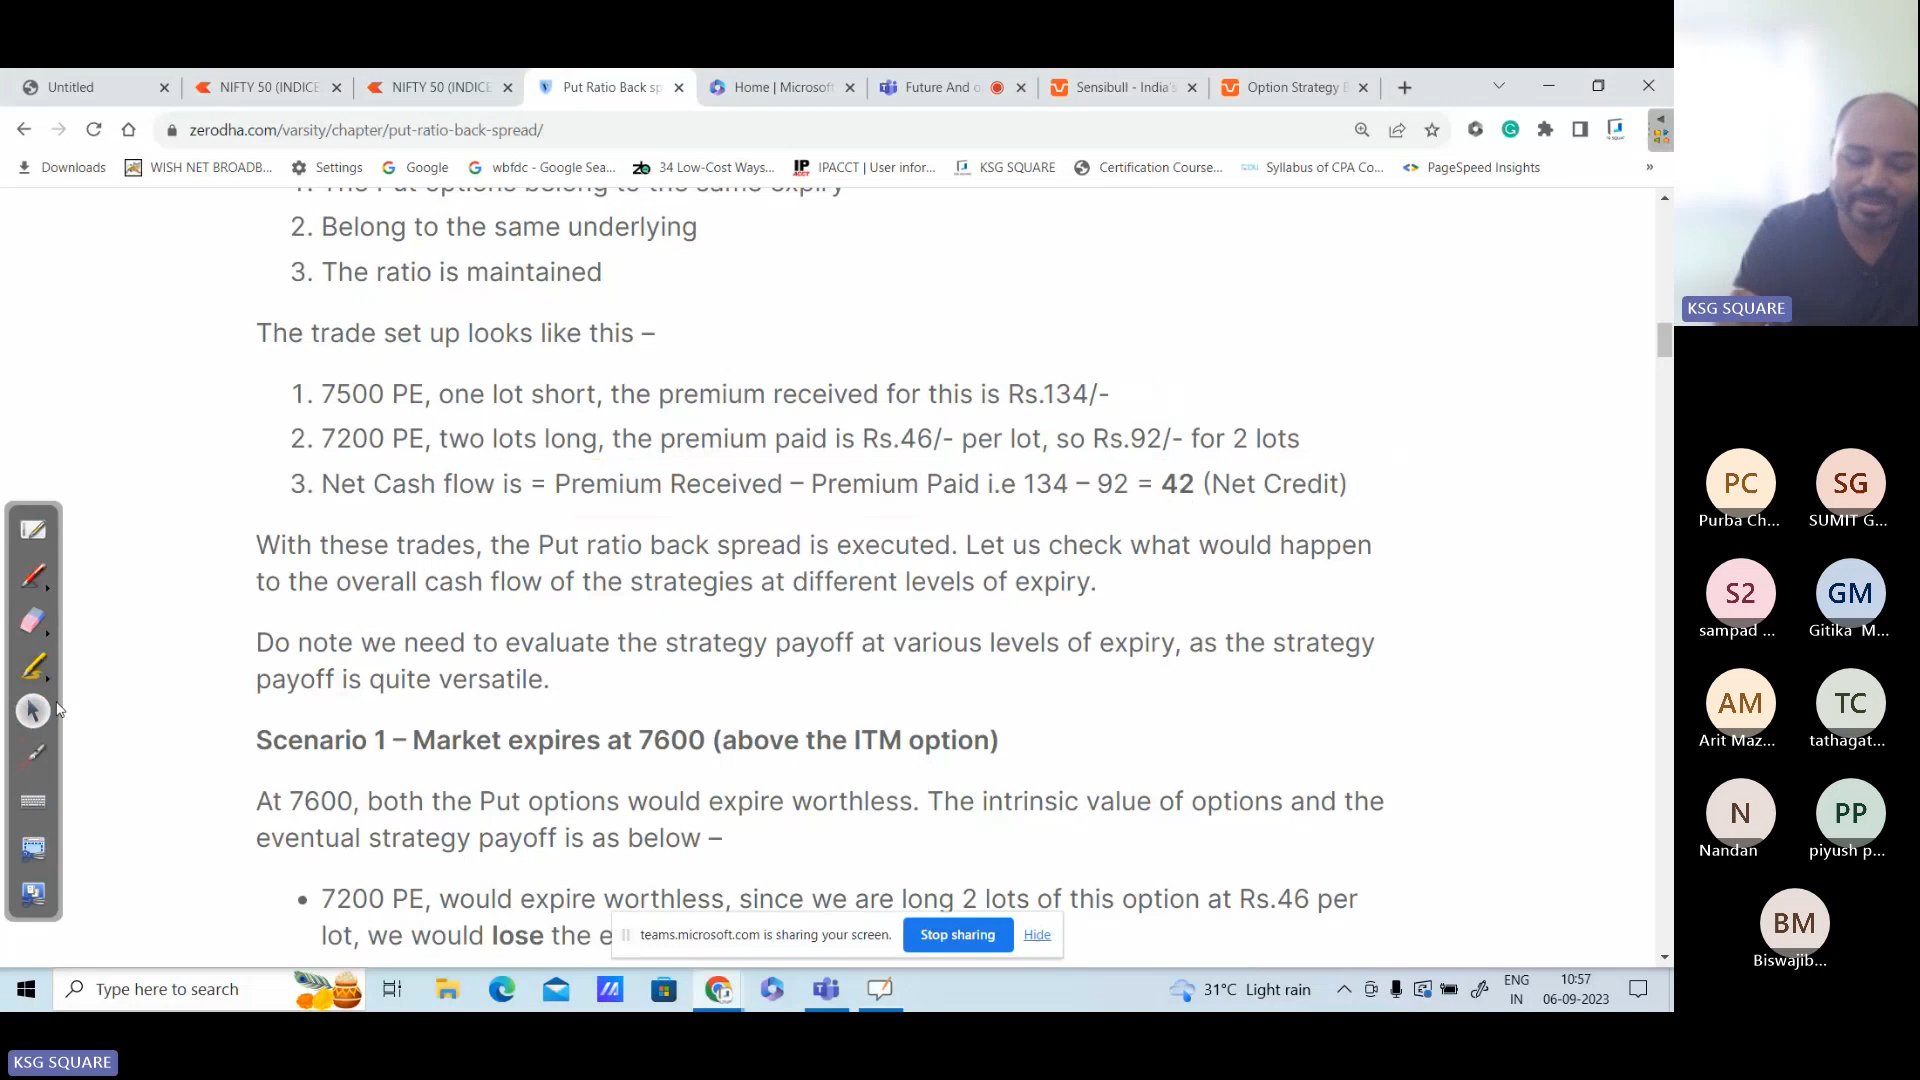 Untitled
NIFTY 50 (INDICE
NIFTY 50 (INDICE
Put Ratio Back sp
Home | Microsoft
Future And o
Sensibull - India's
Option Strategy B
zerodha.com/varsity/chapter/put-ratio-back-spread/
Downloads
WISH NET BROADB...
Settings
Google
wbfdc - Google Sea...
34 Low-Cost Ways...
IPACCT | User infor...
KSG SQUARE
Certification Course...
Syllabus of CPA Co...
PageSpeed Insights
»
1. The Put options belong to the same expiry
2. Belong to the same underlying
3. The ratio is maintained
The trade set up looks like this –
1. 7500 PE, one lot short, the premium received for this is Rs.134/-
2. 7200 PE, two lots long, the premium paid is Rs.46/- per lot, so Rs.92/- for 2 lots
3. Net Cash flow is = Premium Received – Premium Paid i.e 134 – 92 = 42 (Net Credit)
With these trades, the Put ratio back spread is executed. Let us check what would happen
to the overall cash flow of the strategies at different levels of expiry.
Do note we need to evaluate the strategy payoff at various levels of expiry, as the strategy
payoff is quite versatile.
Scenario 1 – Market expires at 7600 (above the ITM option)
At 7600, both the Put options would expire worthless. The intrinsic value of options and the
eventual strategy payoff is as below –
• 7200 PE, would expire worthless, since we are long 2 lots of this option at Rs.46 per
lot, we would lose the e
teams.microsoft.com is sharing your screen.
Stop sharing
Hide
Type here to search
31°C Light rain
ENG
IN
10:57
06-09-2023
KSG SQUARE
KSG SQUARE
PC
Purba Ch...
SG
SUMIT G...
S2
sampad ...
GM
Gitika M...
AM
Arit Maz...
TC
tathagat...
N
Nandan
PP
piyush p...
BM
Biswajib...